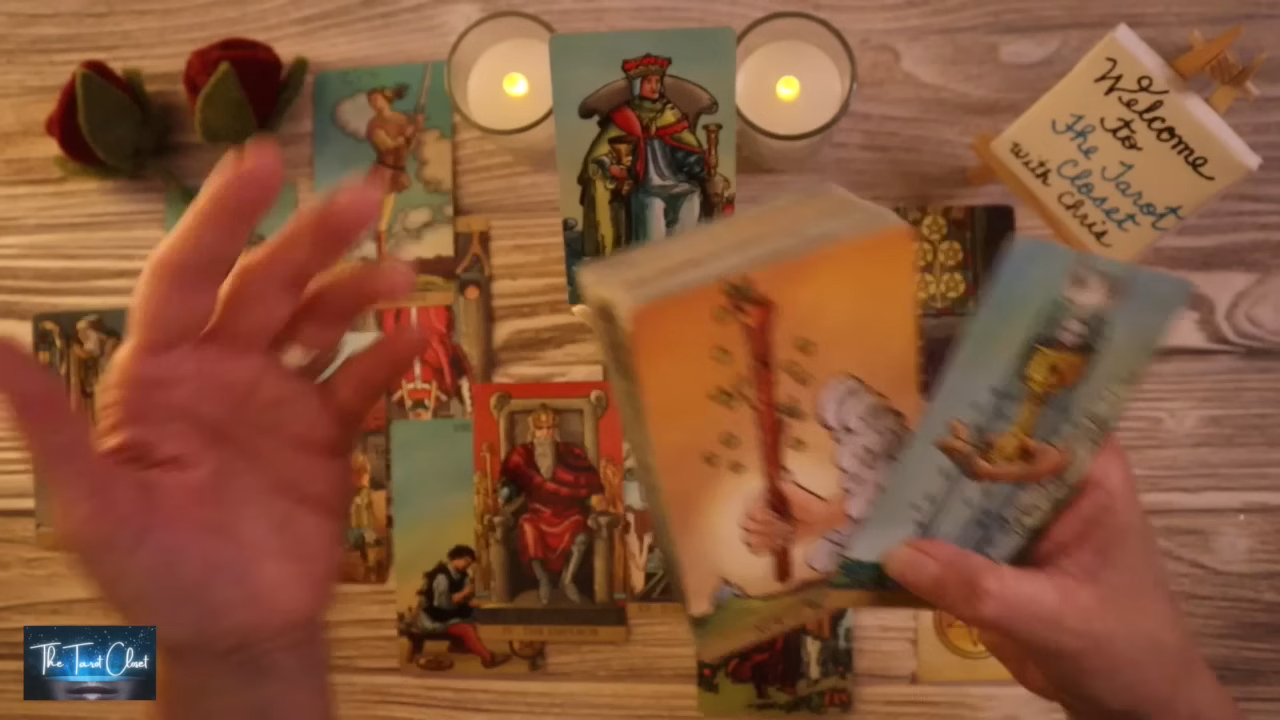 Welcome
to
The Tarot
Closet
with Chris
The Tarot Closet